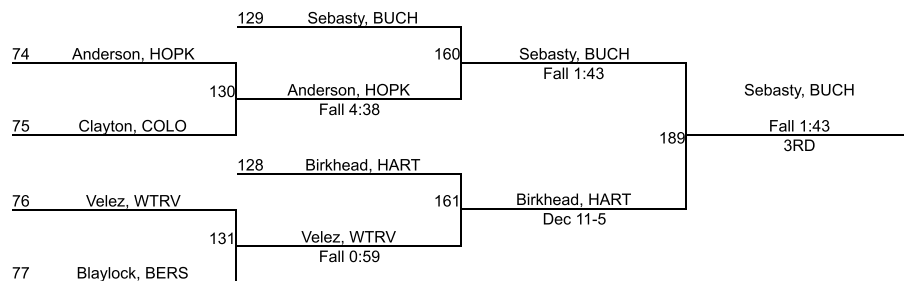 129 Sebasty, BUCH
74 Anderson, HOPK
160 Sebasty, BUCH
Fall 1:43
130 Anderson, HOPK
Fall 4:38
Sebasty, BUCH
75 Clayton, COLO
189 Fall 1:43
3RD
128 Birkhead, HART
76 Velez, WTRV
161 Birkhead, HART
Dec 11-5
131 Velez, WTRV
Fall 0:59
77 Blaylock, BERS